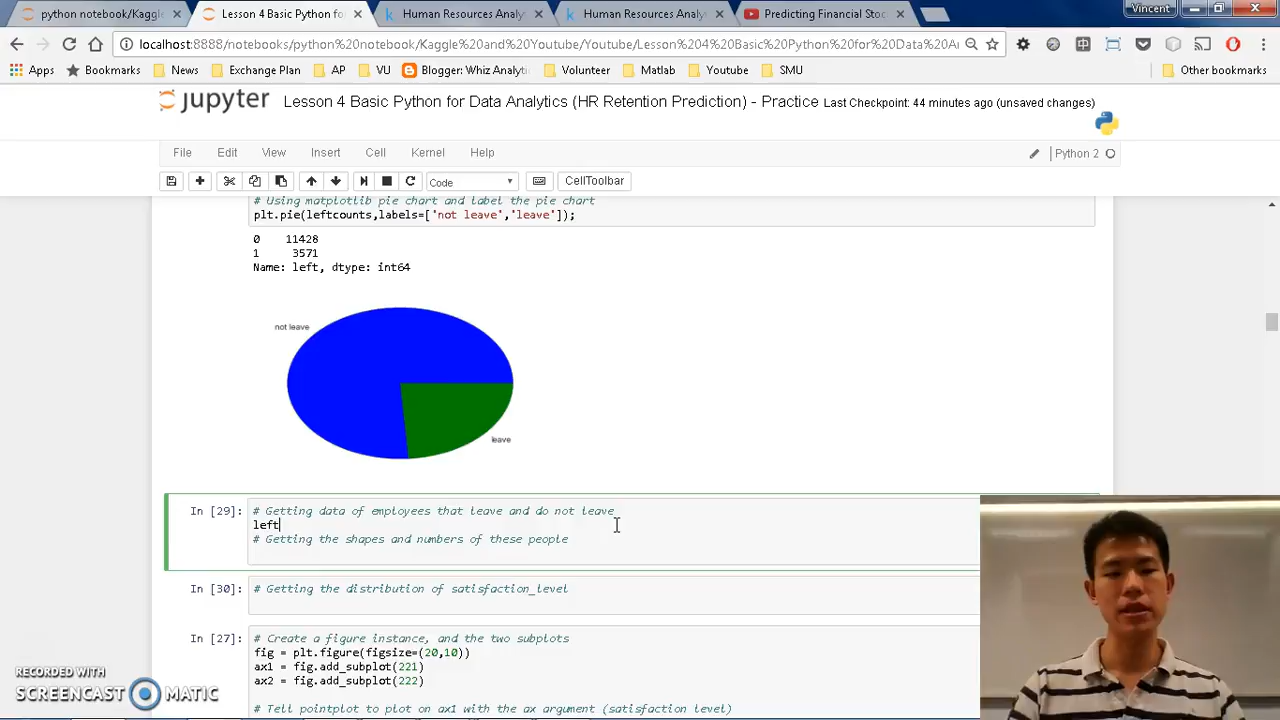 Vincent
python notebook/Kaggl
Lesson 4 Basic Python for
Human Resources Analy
Human Resources Analy
Predicting Financial St
localhost:8888/notebooks/python%20notebook/Kaggle%20and%20Youtube/Youtube/Lesson%204%20Basic%20Python%20for%20Data%20A
Apps
Bookmarks
News
Exchange Plan
AP
VU
Blogger: Whiz Analyti
Volunteer
Matlab
Youtube
SMU
Other bookmarks
jupyter
Lesson 4 Basic Python for Data Analytics (HR Retention Prediction) - Practice Last Checkpoint: 44 minutes ago (unsaved changes)
File Edit View Insert Cell Kernel Help
Python 2
Code
CellToolbar
# Using matplotlib pie chart and label the pie chart
plt.pie(leftcounts,labels=['not leave','leave']);
0 11428
1 3571
Name: left, dtype: int64
not leave
leave
In [29]:
# Getting data of employees that leave and do not leave
left
# Getting the shapes and numbers of these people
In [30]:
# Getting the distribution of satisfaction_level
In [27]:
# Create a figure instance, and the two subplots
fig = plt.figure(figsize=(20,10))
ax1 = fig.add_subplot(221)
ax2 = fig.add_subplot(222)
# Tell pointplot to plot on ax1 with the ax argument (satisfaction level)
RECORDED WITH
SCREENCAST MATIC